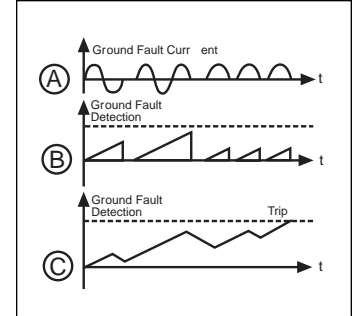 Ground Fault Curr ent
A
t
Ground Fault
Detection
B
t
Ground Fault
Detection
Trip
C
t